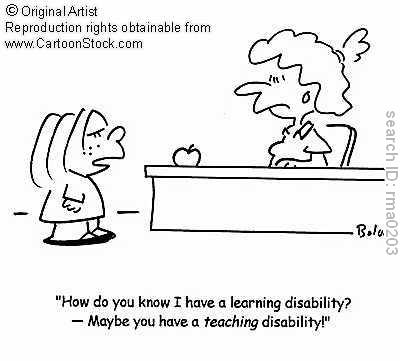 © Original Artist
Reproduction rights obtainable from
www.CartoonStock.com
search ID: rma0203
"How do you know I have a learning disability?
— Maybe you have a teaching disability!"